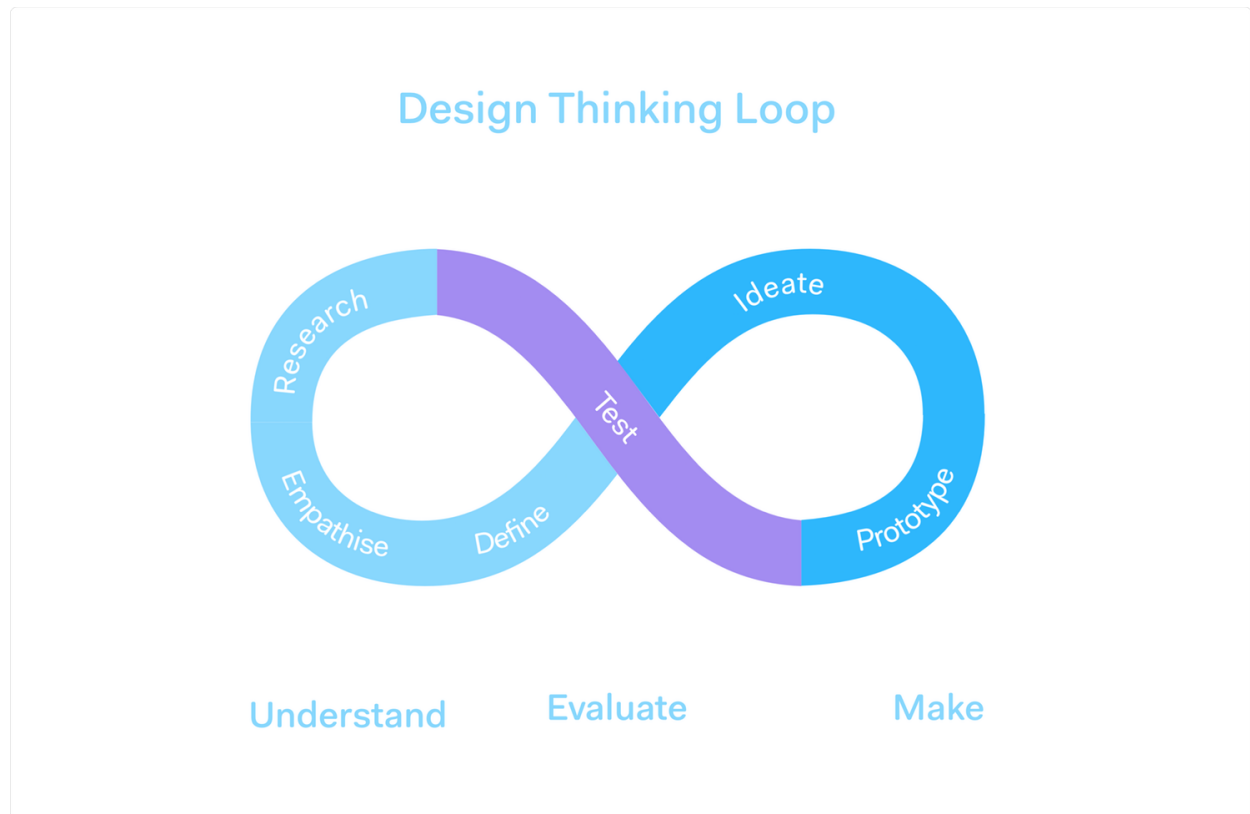 Design Thinking Loop
Research
Empathise
Define
Test
Ideate
Prototype
Understand
Evaluate
Make